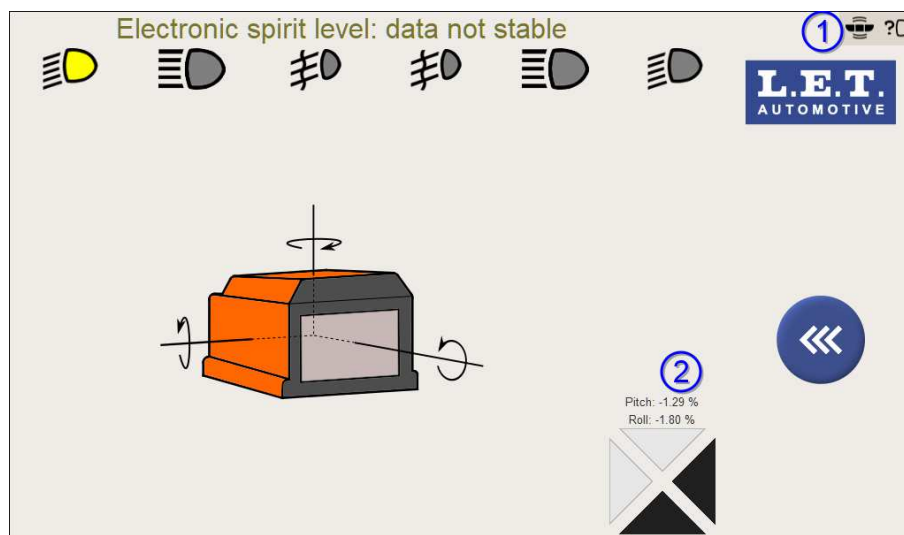 Electronic spirit level: data not stable
1
?
L.E.T.
AUTOMOTIVE
2
Pitch: -1.29 %
Roll: -1.80 %